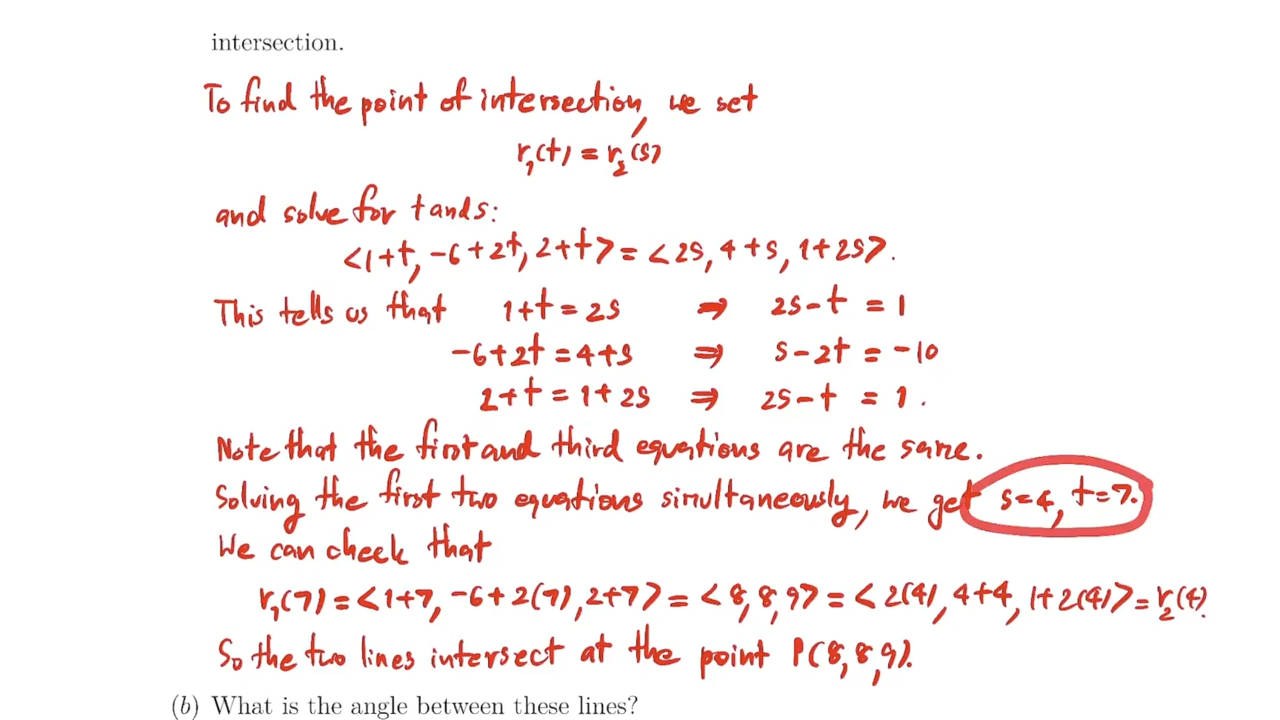 intersection.
To find the point of intersection, we set
r₁(t) = r₂(s)
and solve for t and s:
<1+t, -6+2t, 2+t> = <2s, 4+s, 1+2s>.
This tells us that 1+t = 2s ⇒ 2s-t = 1
-6+2t = 4+s ⇒ s-2t = -10
2+t = 1+2s ⇒ 2s-t = 1.
Note that the first and third equations are the same.
Solving the first two equations simultaneously, we get s=4, t=7.
We can check that
r₁(7) = <1+7, -6+2(7), 2+7> = <8, 8, 9> = <2(4), 4+4, 1+2(4)> = r₂(4).
So the two lines intersect at the point P(8, 8, 9).
(b) What is the angle between these lines?